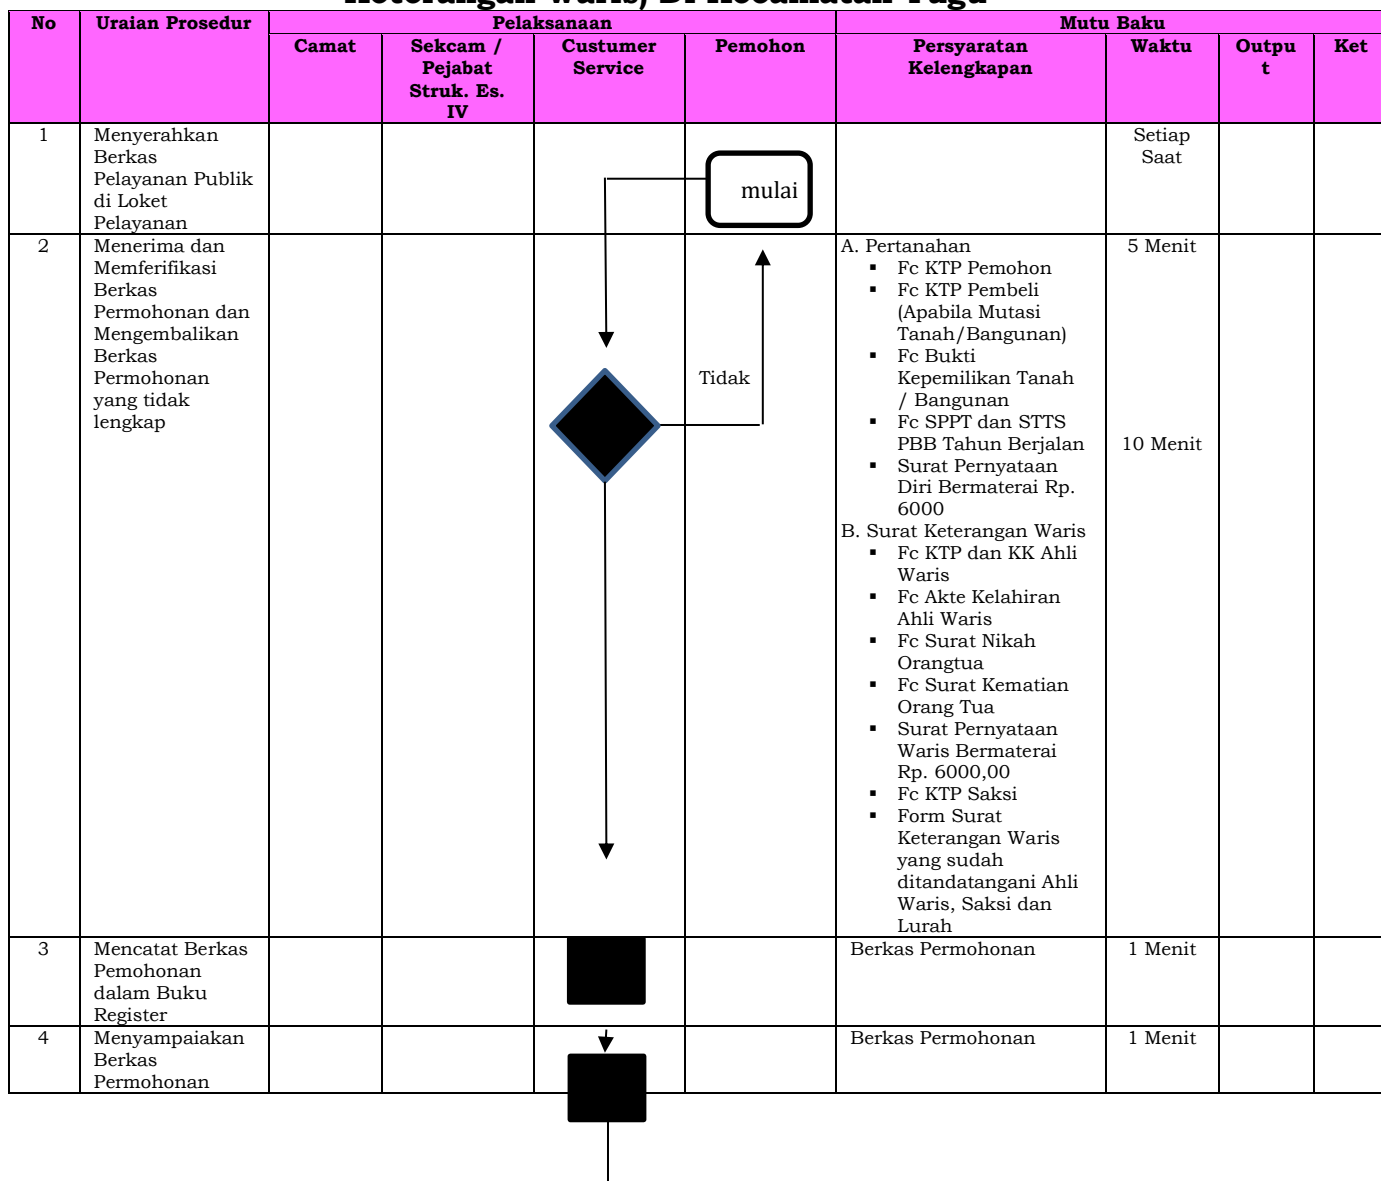 Keterangan Waris) Di Kecamatan Tugu
No Uraian Prosedur Pelaksanaan Mutu Baku
Camat Sekcam / Pejabat Struk. Es. IV Custumer Service Pemohon Persyaratan Kelengkapan Waktu Outpu t Ket
1
Menyerahkan
Berkas
Pelayanan Publik
di Loket
Pelayanan
mulai
Setiap
Saat
2
Menerima dan
Memferifikasi
Berkas
Permohonan dan
Mengembalikan
Berkas
Permohonan
yang tidak
lengkap
Tidak
A. Pertanahan
▪ Fc KTP Pemohon
▪ Fc KTP Pembeli
(Apabila Mutasi
Tanah/Bangunan)
▪ Fc Bukti
Kepemilikan Tanah
/ Bangunan
▪ Fc SPPT dan STTS
PBB Tahun Berjalan
▪ Surat Pernyataan
Diri Bermaterai Rp.
6000
B. Surat Keterangan Waris
▪ Fc KTP dan KK Ahli
Waris
▪ Fc Akte Kelahiran
Ahli Waris
▪ Fc Surat Nikah
Orangtua
▪ Fc Surat Kematian
Orang Tua
▪ Surat Pernyataan
Waris Bermaterai
Rp. 6000,00
▪ Fc KTP Saksi
▪ Form Surat
Keterangan Waris
yang sudah
ditandatangani Ahli
Waris, Saksi dan
Lurah
5 Menit
10 Menit
3
Mencatat Berkas
Pemohonan
dalam Buku
Register
Berkas Permohonan
1 Menit
4
Menyampaiakan
Berkas
Permohonan
Berkas Permohonan
1 Menit